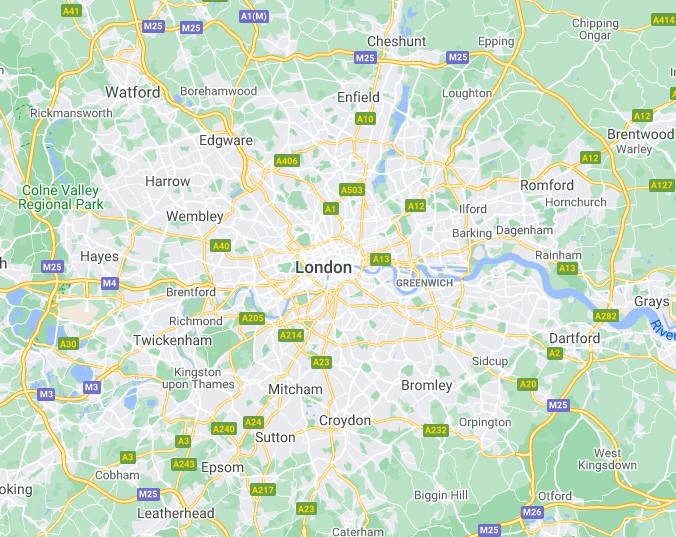 A41
A1(M)
A414
M25
M25
Chipping
Ongar
Cheshunt
Epping
M25
M25
Watford
Borehamwood
Enfield
Loughton
Rickmansworth
A10
A12
Brentwood
Warley
Edgware
A406
A12
Harrow
A503
Romford
A127
Colne Valley
Regional Park
A1
A12
Ilford
Hornchurch
Wembley
Barking
Dagenham
A40
Hayes
A13
Rainham
M25
London
A13
M4
GREENWICH
Brentford
Grays
Richmond
A205
A282
River
Twickenham
A214
Dartford
A30
A2
A23
Sidcup
Kingston
upon Thames
M3
M3
Mitcham
Bromley
A20
M25
A240
A24
Croydon
A232
Orpington
A3
Sutton
A3
A243
Epsom
West
Kingsdown
Cobham
oking
M25
A217
Biggin Hill
Otford
Leatherhead
A23
M26
Caterham
M25